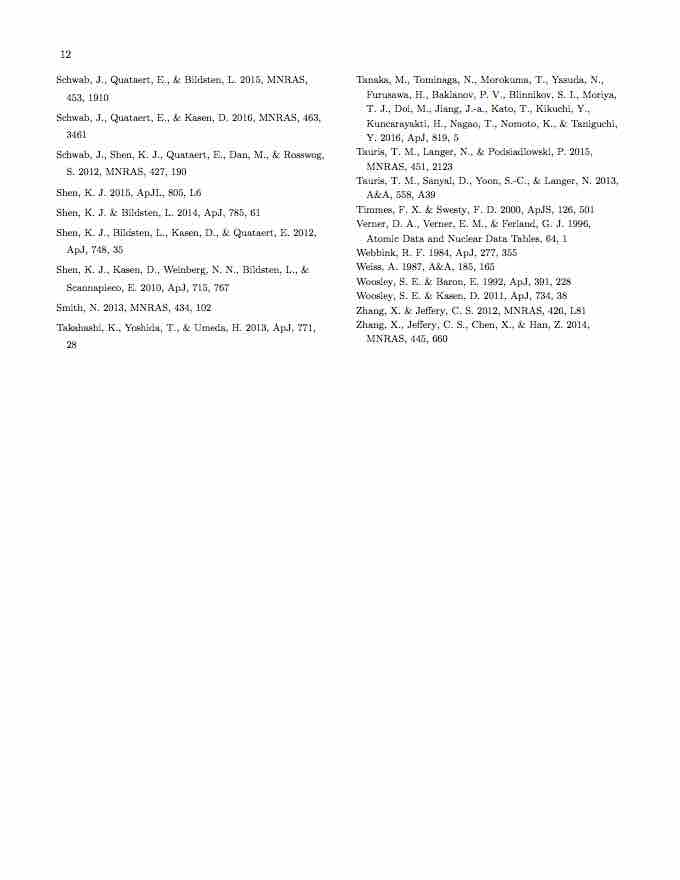 12
Schwab, J., Quataert, E., & Bildsten, L. 2015, MNRAS,
453, 1910
Schwab, J., Quataert, E., & Kasen, D. 2016, MNRAS, 463,
3461
Schwab, J., Shen, K. J., Quataert, E., Dan, M., & Rosswog,
S. 2012, MNRAS, 427, 190
Shen, K. J. 2015, ApJL, 805, L6
Shen, K. J. & Bildsten, L. 2014, ApJ, 785, 61
Shen, K. J., Bildsten, L., Kasen, D., & Quataert, E. 2012,
ApJ, 748, 35
Shen, K. J., Kasen, D., Weinberg, N. N., Bildsten, L., &
Scannapieco, E. 2010, ApJ, 715, 767
Smith, N. 2013, MNRAS, 434, 102
Takahashi, K., Yoshida, T., & Umeda, H. 2013, ApJ, 771,
28
Tanaka, M., Tominaga, N., Morokuma, T., Yasuda, N.,
Furusawa, H., Baklanov, P. V., Blinnikov, S. I., Moriya,
T. J., Doi, M., Jiang, J.-a., Kato, T., Kikuchi, Y.,
Kuncarayakti, H., Nagao, T., Nomoto, K., & Taniguchi,
Y. 2016, ApJ, 819, 5
Tauris, T. M., Langer, N., & Podsiadlowski, P. 2015,
MNRAS, 451, 2123
Tauris, T. M., Sanyal, D., Yoon, S.-C., & Langer, N. 2013,
A&A, 558, A39
Timmes, F. X. & Swesty, F. D. 2000, ApJS, 126, 501
Verner, D. A., Verner, E. M., & Ferland, G. J. 1996,
Atomic Data and Nuclear Data Tables, 64, 1
Webbink, R. F. 1984, ApJ, 277, 355
Weiss, A. 1987, A&A, 185, 165
Woosley, S. E. & Baron, E. 1992, ApJ, 391, 228
Woosley, S. E. & Kasen, D. 2011, ApJ, 734, 38
Zhang, X. & Jeffery, C. S. 2012, MNRAS, 426, L81
Zhang, X., Jeffery, C. S., Chen, X., & Han, Z. 2014,
MNRAS, 445, 660